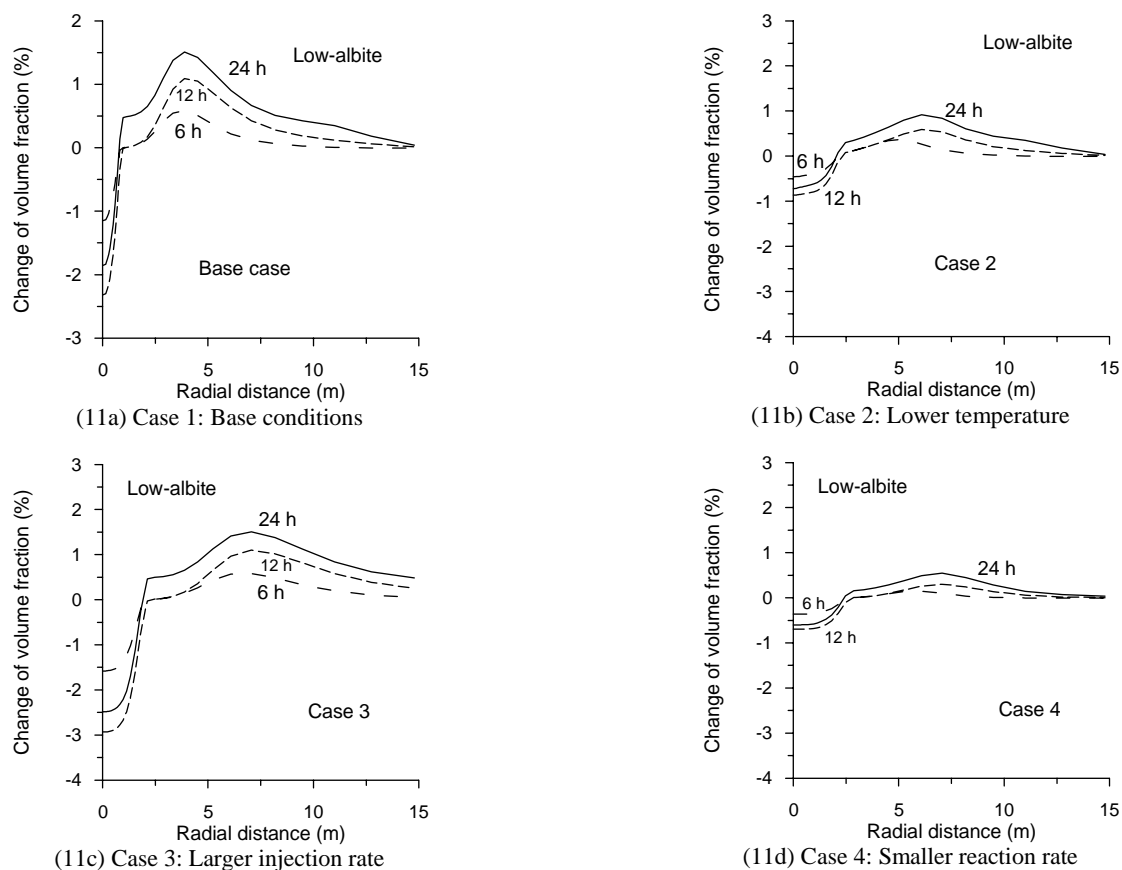 2
1
0
-1
-2
-3
Change of volume fraction (%)
Low-albite
24 h
12 h
6 h
Base case
0
5
10
15
Radial distance (m)
(11a) Case 1: Base conditions
3
2
1
0
-1
-2
-3
-4
Change of volume fraction (%)
Low-albite
24 h
6 h
12 h
Case 2
0
5
10
15
Radial distance (m)
(11b) Case 2: Lower temperature
3
2
1
0
-1
-2
-3
-4
Change of volume fraction (%)
Low-albite
24 h
12 h
6 h
Case 3
0
5
10
15
Radial distance (m)
(11c) Case 3: Larger injection rate
3
2
1
0
-1
-2
-3
-4
Change of volume fraction (%)
Low-albite
24 h
6 h
12 h
Case 4
0
5
10
15
Radial distance (m)
(11d) Case 4: Smaller reaction rate